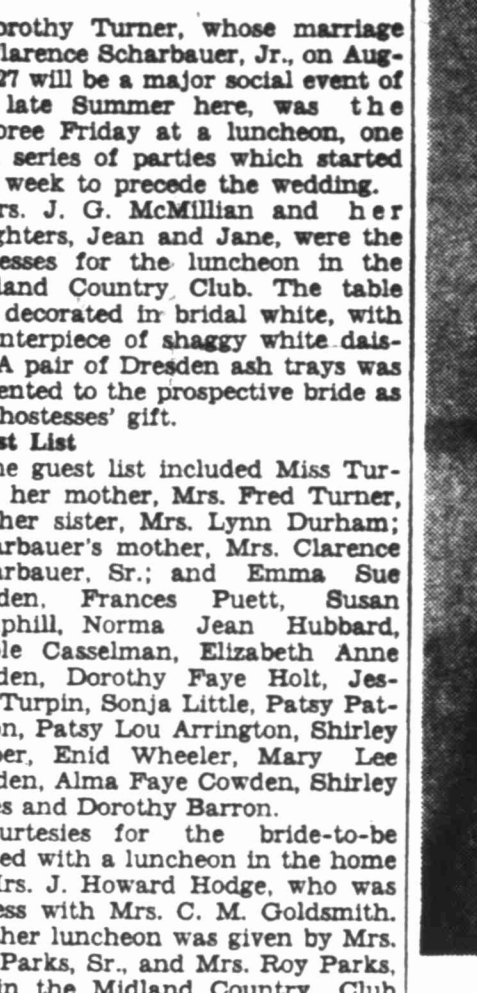 orothy Turner, whose marriage
larence Scharbauer, Jr., on Aug-
27 will be a major social event of
late Summer here, was the
oree Friday at a luncheon, one
series of parties which started
week to precede the wedding.
rs. J. G. McMillian and her
ghters, Jean and Jane, were the
esses for the luncheon in the
land Country Club. The table
decorated in bridal white, with
nterpiece of shaggy white dais-
A pair of Dresden ash trays was
ented to the prospective bride as
hostesses' gift.
st List
he guest list included Miss Tur-
her mother, Mrs. Fred Turner,
her sister, Mrs. Lynn Durham;
arbauer's mother, Mrs. Clarence
arbauer, Sr.; and Emma Sue
den, Frances Puett, Susan
phill, Norma Jean Hubbard,
le Casselman, Elizabeth Anne
den, Dorothy Faye Holt, Jes-
Turpin, Sonja Little, Patsy Pat-
on, Patsy Lou Arrington, Shirley
per, Enid Wheeler, Mary Lee
den, Alma Faye Cowden, Shirley
es and Dorothy Barron.
ourtesies for the bride-to-be
ed with a luncheon in the home
Mrs. J. Howard Hodge, who was
ess with Mrs. C. M. Goldsmith.
ther luncheon was given by Mrs.
Parks, Sr., and Mrs. Roy Parks,
in the Midland Country Club